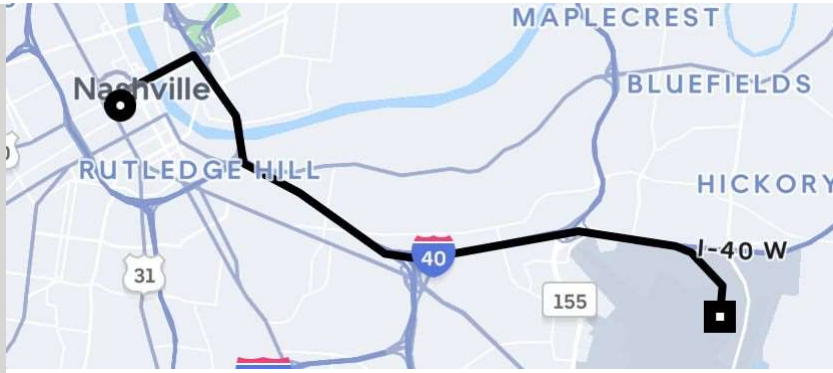 MAPLECREST
Nashville
BLUEFIELDS
RUTLEDGE HILL
HICKORY
I-40 W
40
31
155